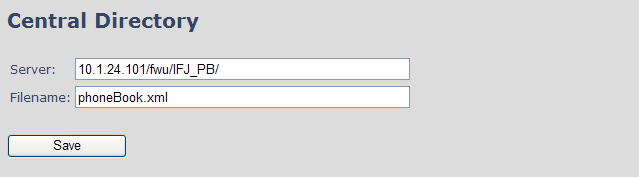 Central Directory
Server: 10.1.24.101/fwu/IFJ_PB/
Filename: phoneBook.xml
Save